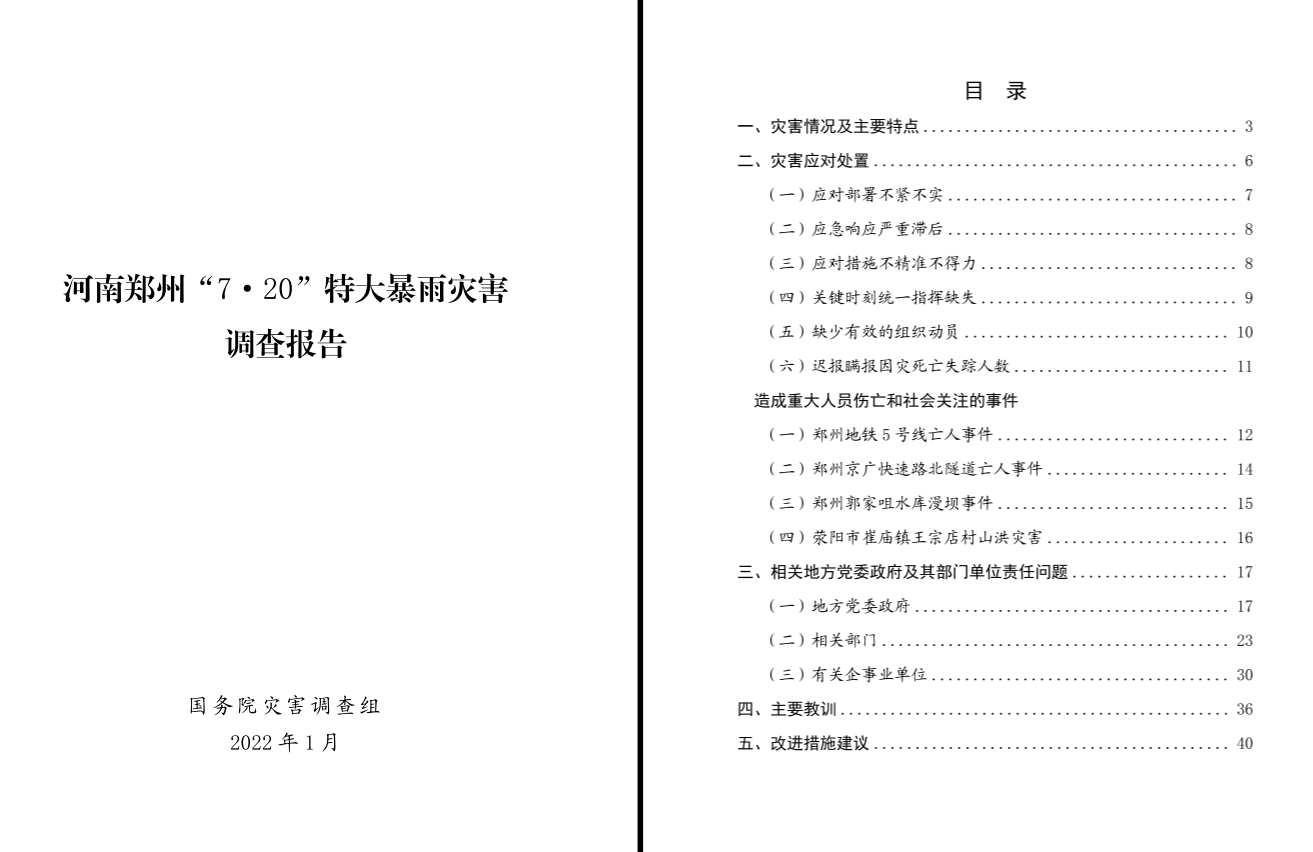 河南郑州“7·20”特大暴雨灾害
调查报告
国务院灾害调查组
2022 年 1 月
目 录
一、灾害情况及主要特点...................................... 3
二、灾害应对处置............................................ 6
（一）应对部署不紧不实................................... 7
（二）应急响应严重滞后................................... 8
（三）应对措施不精准不得力............................... 8
（四）关键时刻统一指挥缺失............................... 9
（五）缺少有效的组织动员................................ 10
（六）迟报瞒报因灾死亡失踪人数.......................... 11
造成重大人员伤亡和社会关注的事件
（一）郑州地铁 5 号线亡人事件............................ 12
（二）郑州京广快速路北隧道亡人事件...................... 14
（三）郑州郭家咀水库漫坝事件............................ 15
（四）荥阳市崔庙镇王宗店村山洪灾害...................... 16
三、相关地方党委政府及其部门单位责任问题................... 17
（一）地方党委政府...................................... 17
（二）相关部门.......................................... 23
（三）有关企事业单位.................................... 30
四、主要教训............................................... 36
五、改进措施建议........................................... 40